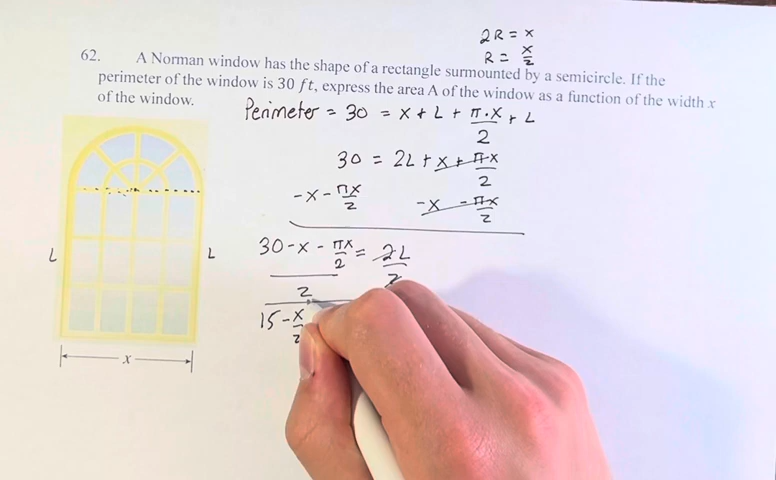 2R = x
R = x/2
62. A Norman window has the shape of a rectangle surmounted by a semicircle. If the
perimeter of the window is 30 ft, express the area A of the window as a function of the width x
of the window.
Perimeter = 30 = x + L + π·x/2 + L
30 = 2L + x + πx/2
-x - πx/2 -x - πx/2
L L
30 - x - πx/2 = 2L
2 2
15 - x/2
x